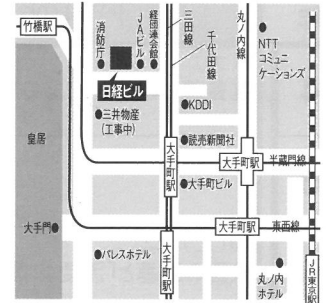 竹橋駅
消防庁
JAビル
経団連会館
三田線
千代田線
丸ノ内線
NTT
コミュニ
ケーションズ
日経ビル
KDDI
三井物産
(工事中)
読売新聞社
皇居
大手町駅
大手町駅
半蔵門線
大手町ビル
大手門
大手町駅
東西線
パレスホテル
大手町駅
丸ノ内
ホテル
JR東京駅